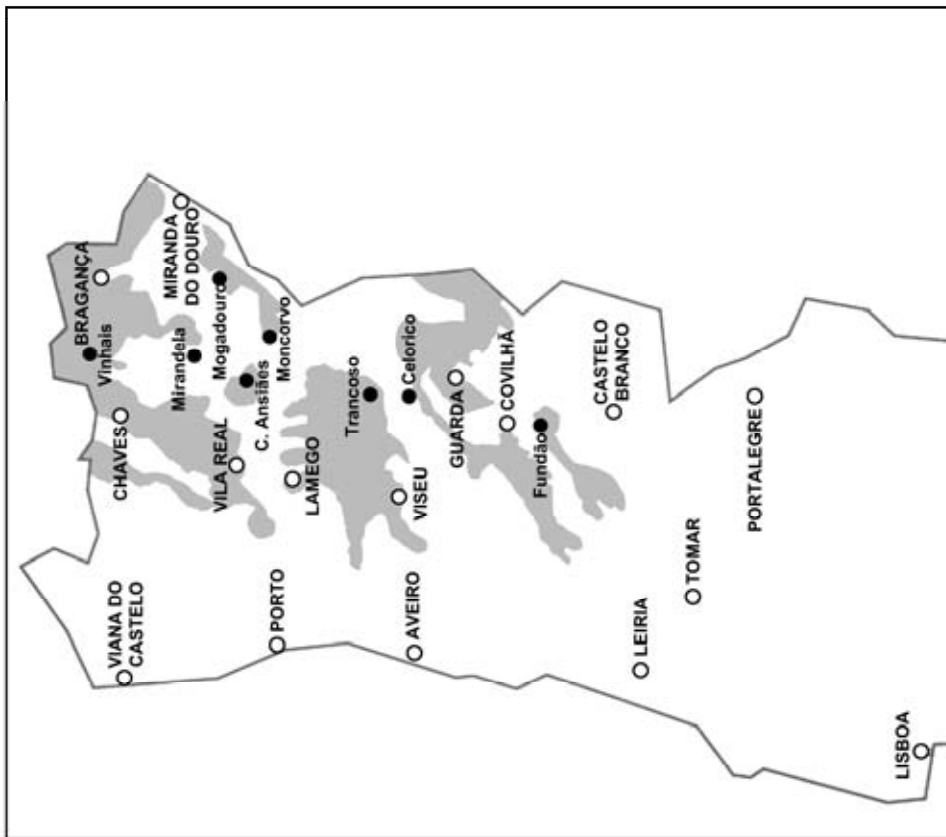 BRAGANÇA
Vinhais
MIRANDA
DO DOURO
CHAVES
Mirandela
Mogadouro
VIANA DO
CASTELO
VILA REAL
C. Ansiães
Moncorvo
PORTO
LAMEGO
Trancoso
Celorico
AVEIRO
VISEU
GUARDA
COVILHÃ
Fundão
CASTELO
BRANCO
LEIRIA
TOMAR
PORTALEGRE
LISBOA